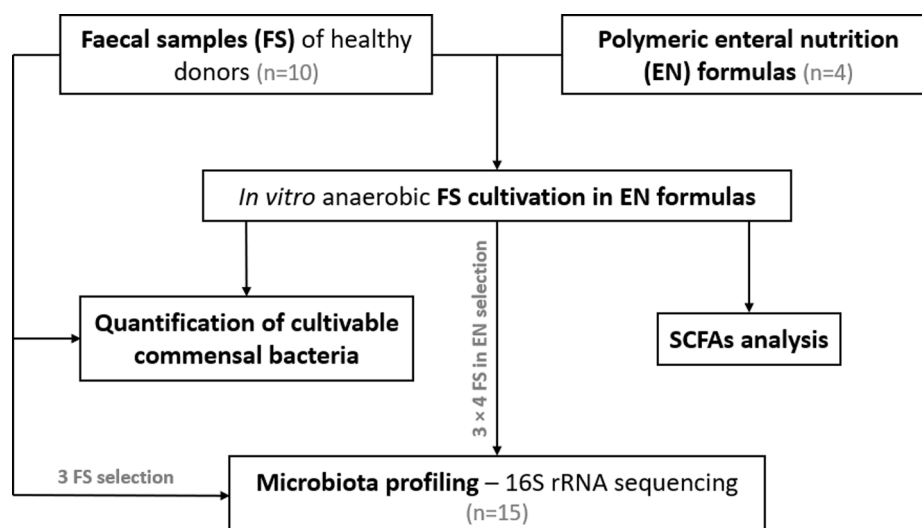 Faecal samples (FS) of healthy
donors (n=10)
Polymeric enteral nutrition
(EN) formulas (n=4)
In vitro anaerobic FS cultivation in EN formulas
3 × 4 FS in EN selection
Quantification of cultivable
commensal bacteria
SCFAs analysis
3 FS selection
Microbiota profiling – 16S rRNA sequencing
(n=15)